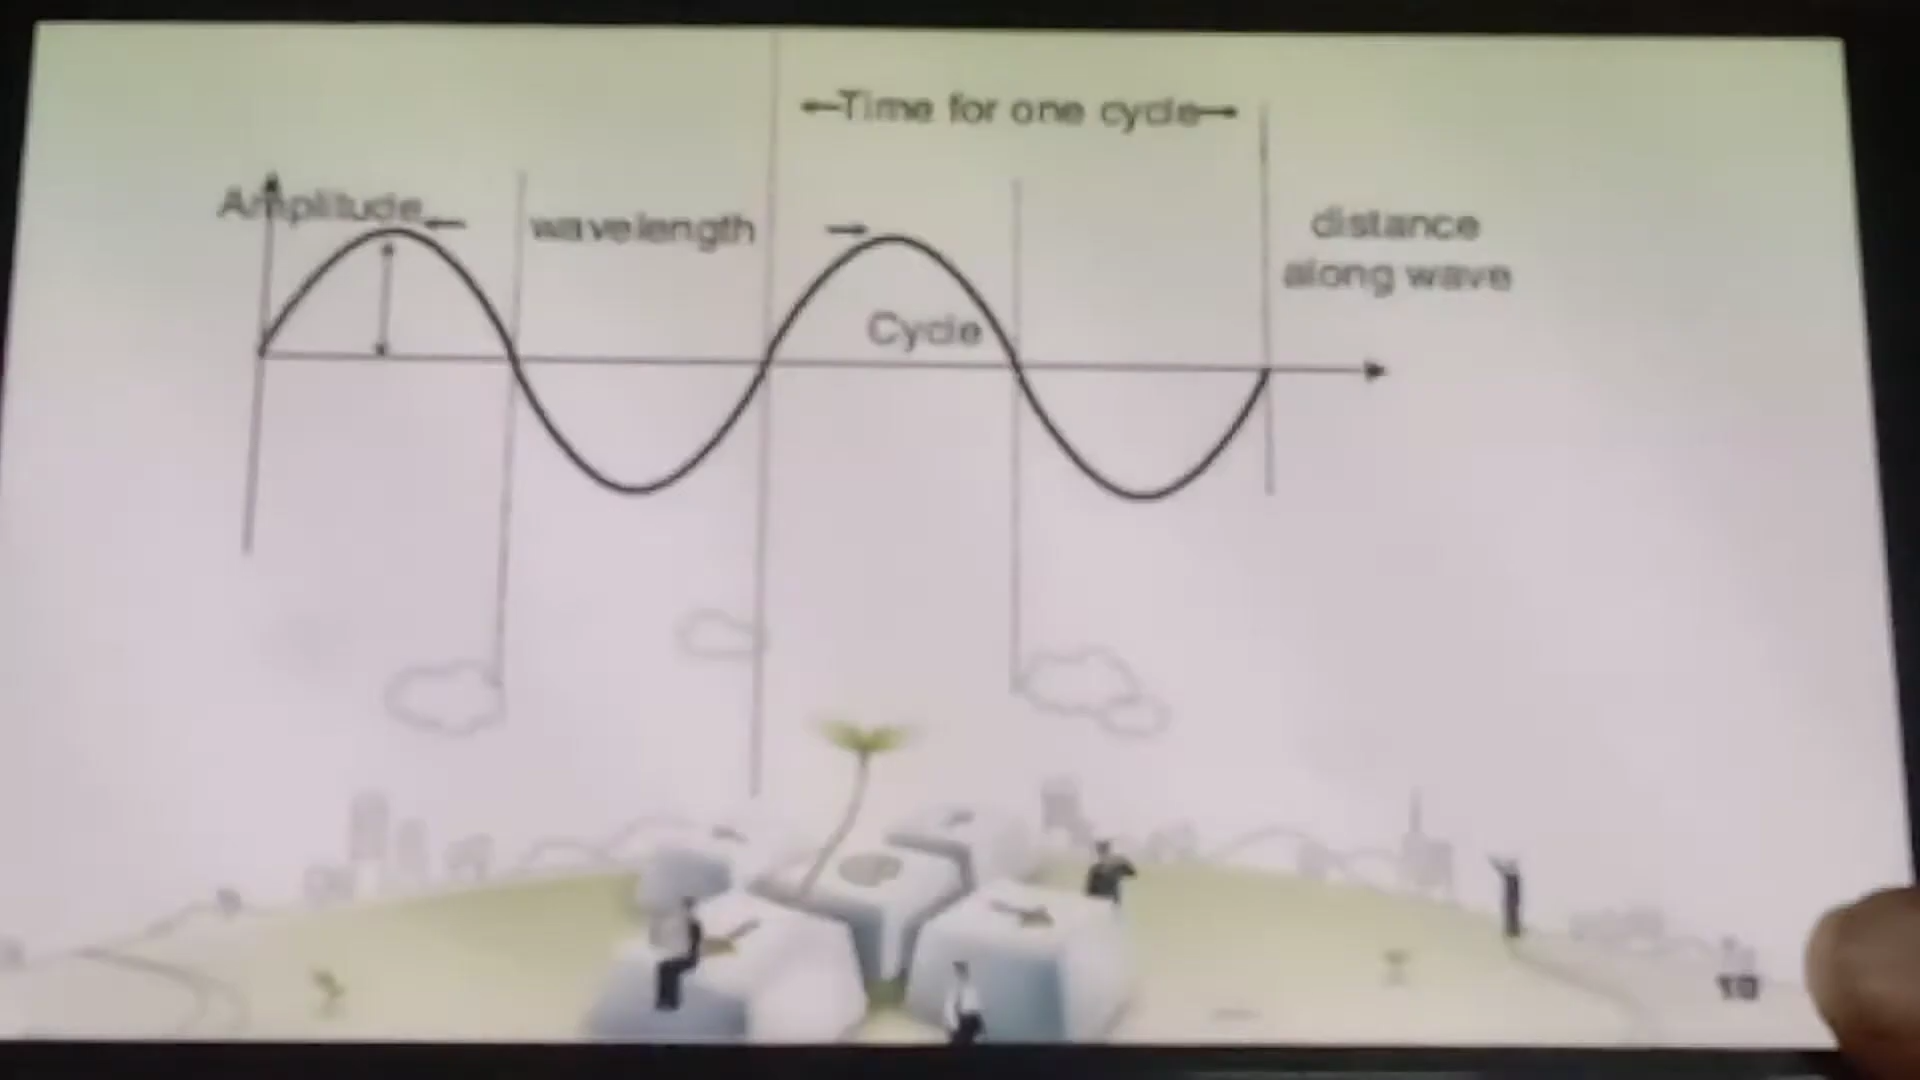 Time for one cycle
Amplitude
wavelength
distance
along wave
Cycle
10